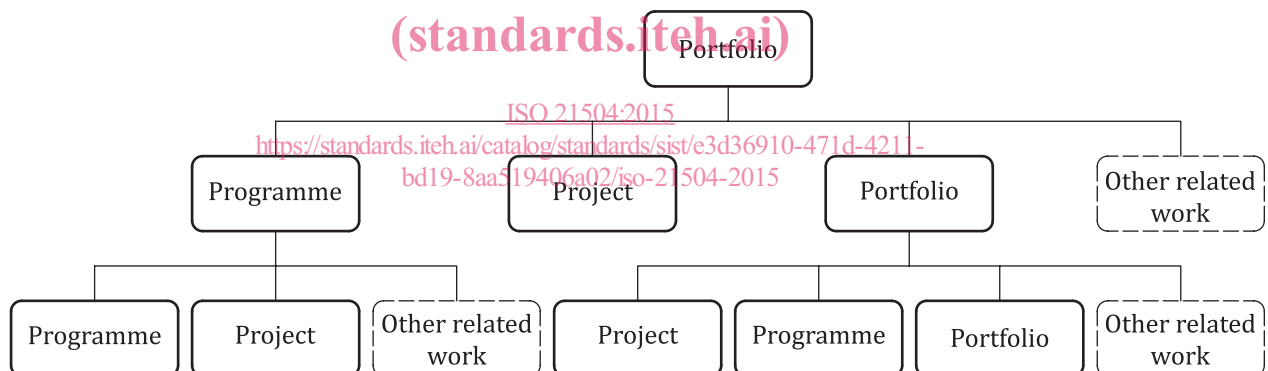 (standards.iteh.ai)
Portfolio
ISO 21504:2015
https://standards.iteh.ai/catalog/standards/sist/e3d36910-471d-4211-
bd19-8aa519406a02/iso-21504-2015
Programme
Project
Portfolio
Other related
work
Programme
Project
Other related
work
Project
Programme
Portfolio
Other related
work